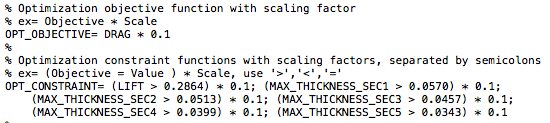 % Optimization objective function with scaling factor
% ex= Objective * Scale
OPT_OBJECTIVE= DRAG * 0.1
%
% Optimization constraint functions with scaling factors, separated by semicolons
% ex= (Objective = Value ) * Scale, use '>','<','='
OPT_CONSTRAINT= (LIFT > 0.2864) * 0.1; (MAX_THICKNESS_SEC1 > 0.0570) * 0.1;
(MAX_THICKNESS_SEC2 > 0.0513) * 0.1; (MAX_THICKNESS_SEC3 > 0.0457) * 0.1;
(MAX_THICKNESS_SEC4 > 0.0399) * 0.1; (MAX_THICKNESS_SEC5 > 0.0343) * 0.1